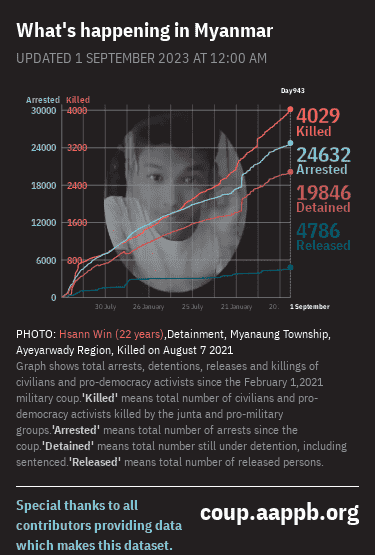 What's happening in Myanmar
UPDATED 1 SEPTEMBER 2023 AT 12:00 AM
Day943
Arrested Killed
30000 4000
24000 3200
18000 2400
12000 1600
6000 800
0
4029
Killed
24632
Arrested
19846
Detained
4786
Released
30 July 26 January 25 July 21 January 20. 1 September
PHOTO: Hsann Win (22 years),Detainment, Myanaung Township,
Ayeyarwady Region, Killed on August 7 2021
Graph shows total arrests, detentions, releases and killings of
civilians and pro-democracy activists since the February 1,2021
military coup.'Killed' means total number of civilians and pro-
democracy activists killed by the junta and pro-military
groups.'Arrested' means total number of arrests since the
coup.'Detained' means total number still under detention, including
sentenced.'Released' means total number of released persons.
Special thanks to all
contributors providing data
which makes this dataset.
coup.aappb.org